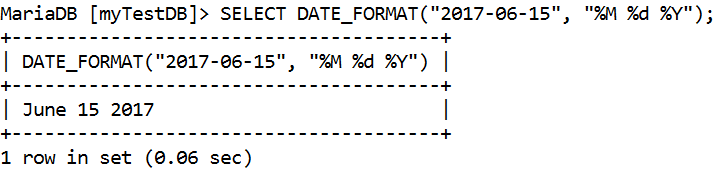 MariaDB [myTestDB]> SELECT DATE_FORMAT("2017-06-15", "%M %d %Y");
+---------------------------------------+
| DATE_FORMAT("2017-06-15", "%M %d %Y") |
+---------------------------------------+
| June 15 2017                          |
+---------------------------------------+
1 row in set (0.06 sec)